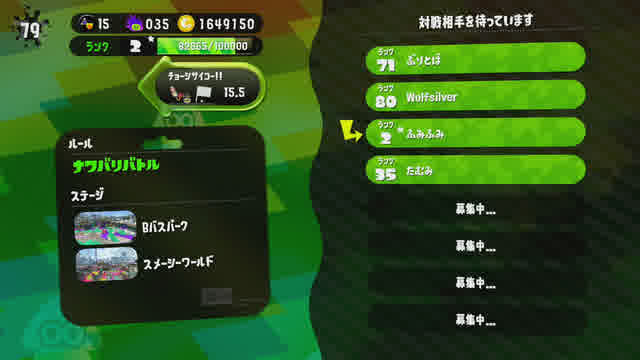 79
15 035 1649150
ランク 2★ 82865/100000
チョーシサイコー!!
15.5
ルール
ナワバリバトル
ステージ
Bバスパーク
スメーシーワールド
対戦相手を待っています
ランク 71 ぷりとば
ランク 80 Wolfsilver
ランク 2★ ふみふみ
ランク 35 たむみ
募集中...
募集中...
募集中...
募集中...